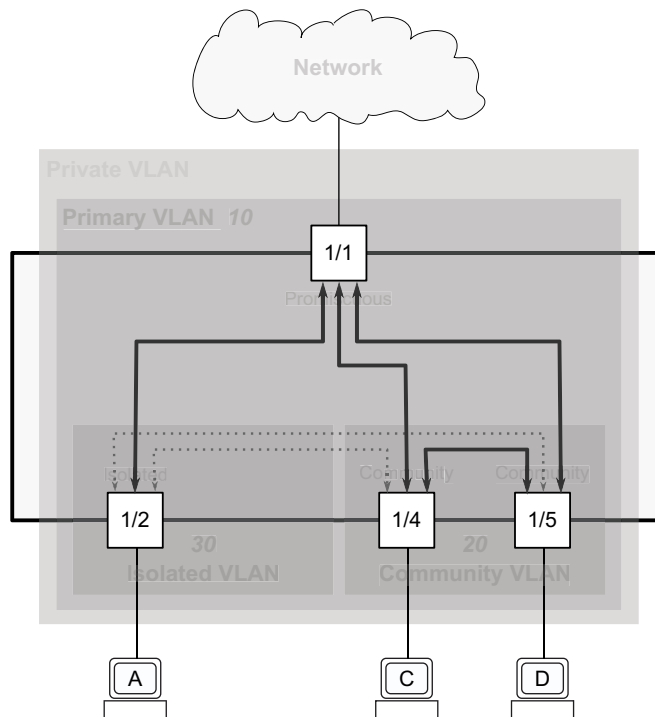 Network
Private VLAN
Primary VLAN 10
1/1
Promiscuous
Isolated
Community
Community
1/2
1/4
1/5
30
20
Isolated VLAN
Community VLAN
A
C
D